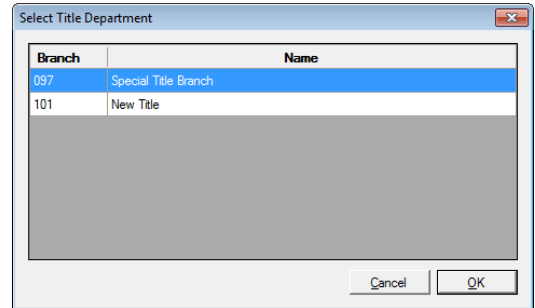 Select Title Department
Branch Name
097 Special Title Branch
101 New Title
Cancel OK